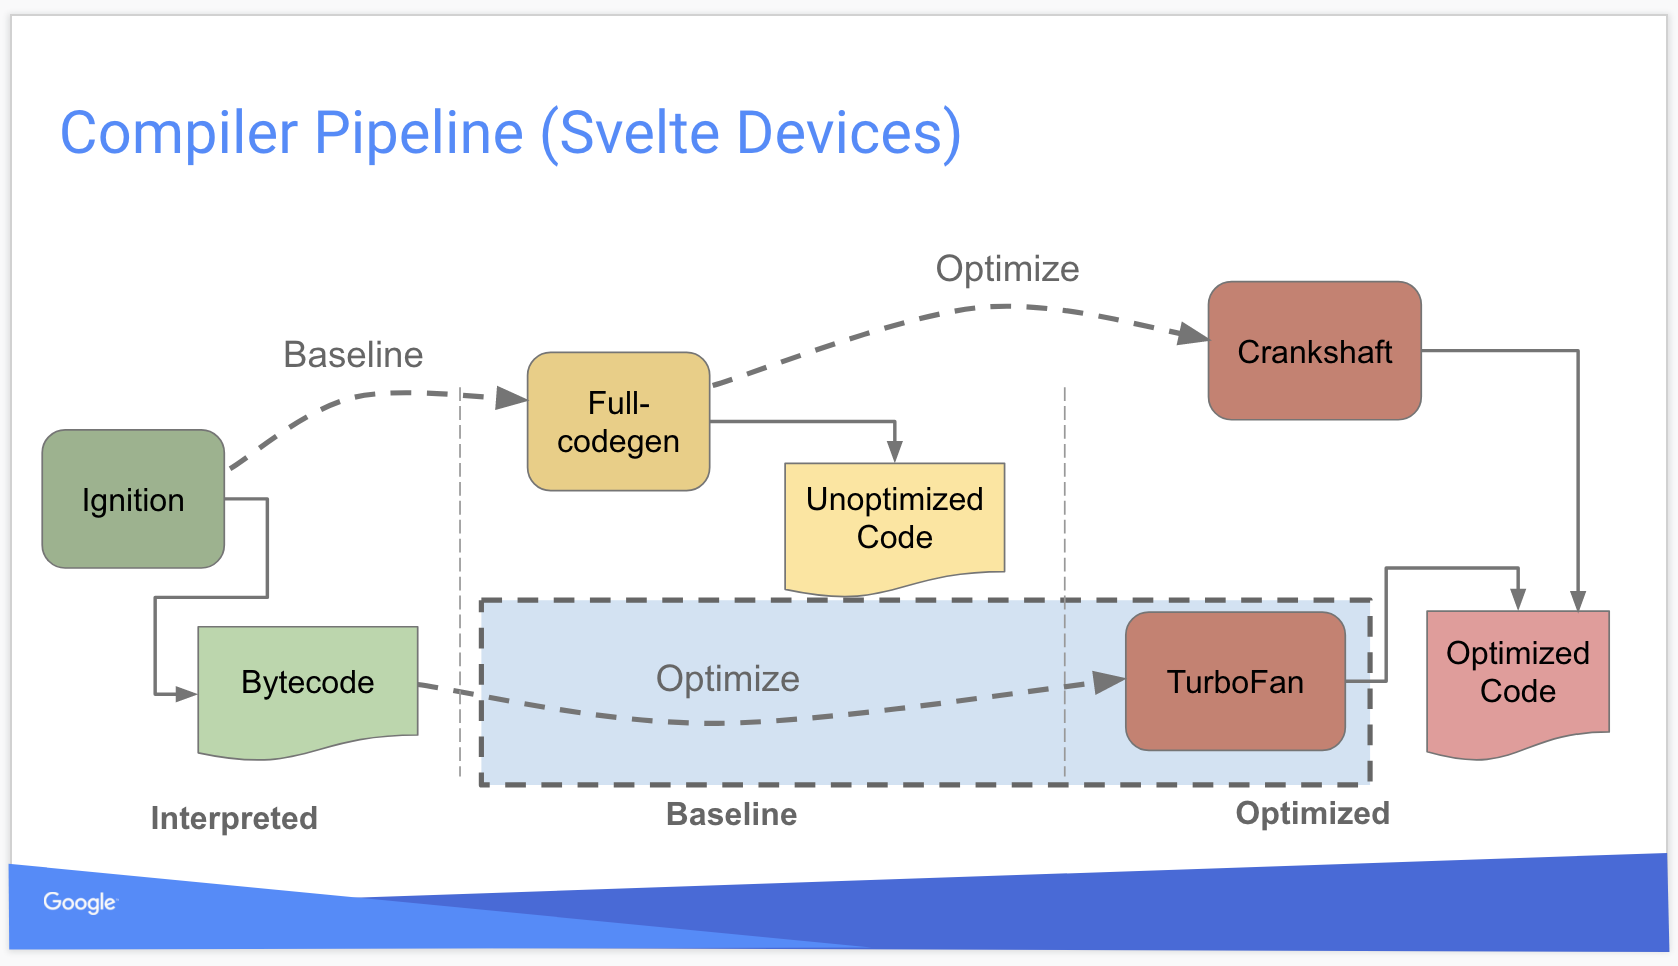 Compiler Pipeline (Svelte Devices)
Optimize
Baseline
Crankshaft
Full-
codegen
Ignition
Unoptimized
Code
Bytecode
Optimize
TurboFan
Optimized
Code
Interpreted
Baseline
Optimized
Google